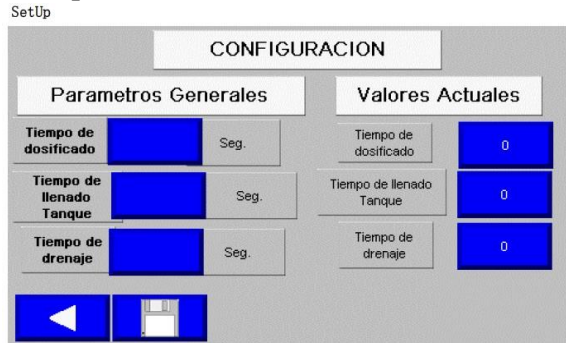 SetUp
CONFIGURACION
Parametros Generales
Tiempo de
dosificado
Seg.
Tiempo de
llenado
Tanque
Seg.
Tiempo de
drenaje
Seg.
Valores Actuales
Tiempo de
dosificado
0
Tiempo de llenado
Tanque
0
Tiempo de
drenaje
0